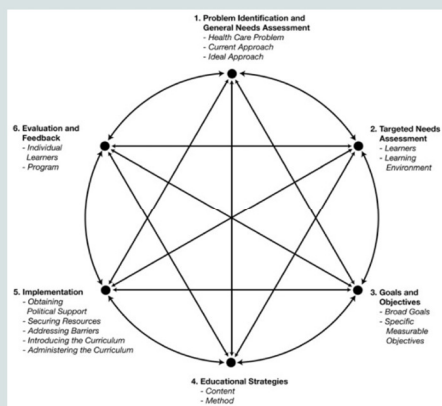 1. Problem Identification and
General Needs Assessment
- Health Care Problem
- Current Approach
- Ideal Approach
6. Evaluation and
Feedback
- Individual
Learners
- Program
2. Targeted Needs
Assessment
- Learners
- Learning
Environment
5. Implementation
- Obtaining
Political Support
- Securing Resources
- Addressing Barriers
- Introducing the Curriculum
- Administering the Curriculum
3. Goals and
Objectives
- Broad Goals
- Specific
Measurable
Objectives
4. Educational Strategies
- Content
- Method